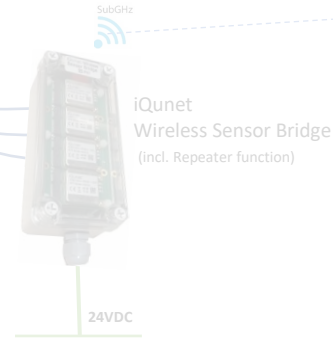 SubGHz
iQunet
Wireless Sensor Bridge
(incl. Repeater function)
24VDC